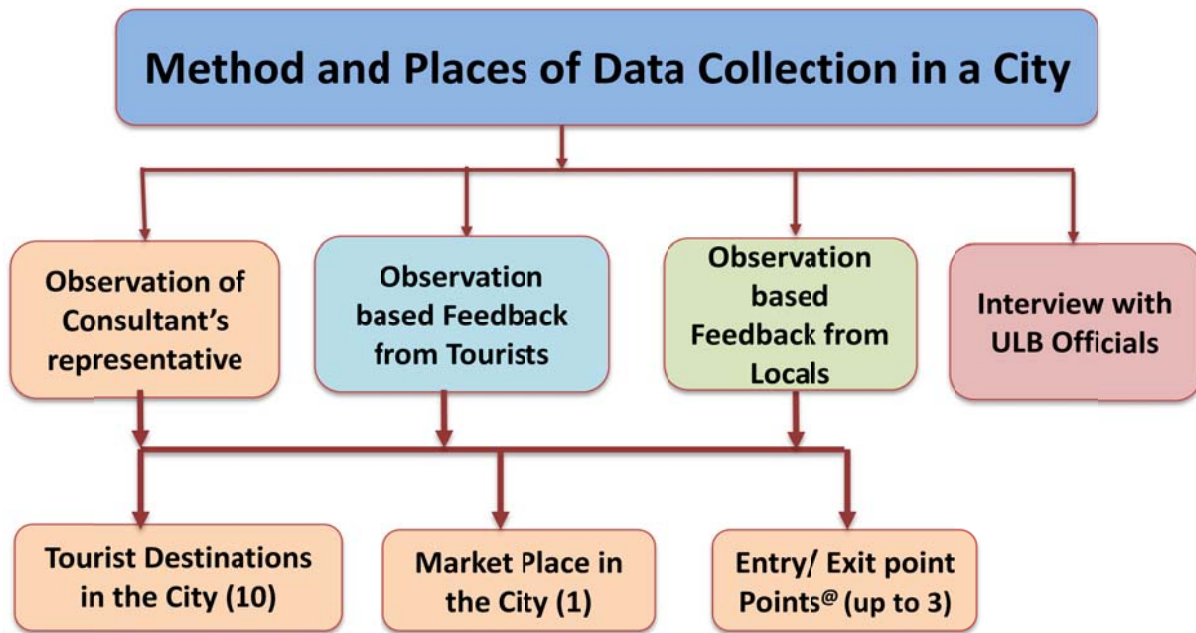 Method and Places of Data Collection in a City
Observation of
Consultant's
representative
Observation
based Feedback
from Tourists
Observation
based
Feedback from
Locals
Interview with
ULB Officials
Tourist Destinations
in the City (10)
Market Place in
the City (1)
Entry/ Exit point
Points@ (up to 3)